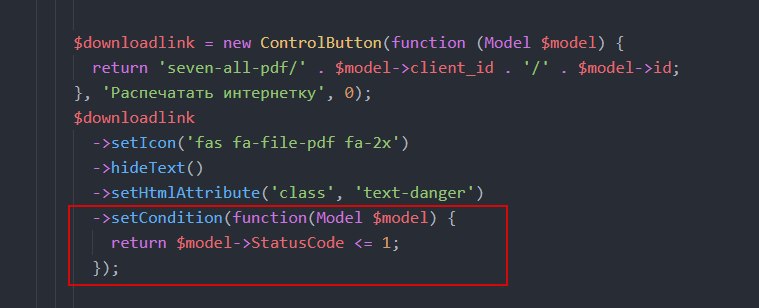 $downloadlink = new ControlButton(function (Model $model) {
return 'seven-all-pdf/' . $model->client_id . '/' . $model->id;
}, 'Распечатать интернетку', 0);
$downloadlink
->setIcon('fas fa-file-pdf fa-2x')
->hideText()
->setHtmlAttribute('class', 'text-danger')
->setCondition(function(Model $model) {
return $model->StatusCode <= 1;
});